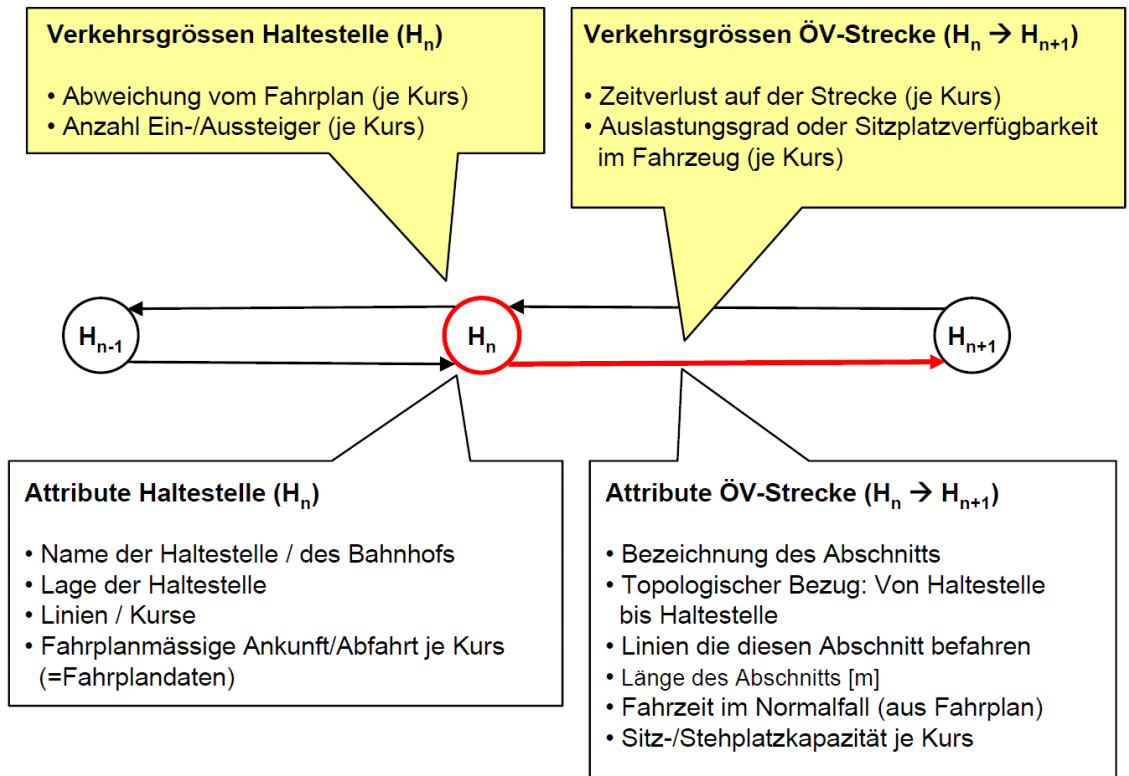 Verkehrsgrössen Haltestelle (Hn)
• Abweichung vom Fahrplan (je Kurs)
• Anzahl Ein-/Aussteiger (je Kurs)
Verkehrsgrössen ÖV-Strecke (Hn → Hn+1)
• Zeitverlust auf der Strecke (je Kurs)
• Auslastungsgrad oder Sitzplatzverfügbarkeit
im Fahrzeug (je Kurs)
Hn-1
Hn
Hn+1
Attribute Haltestelle (Hn)
• Name der Haltestelle / des Bahnhofs
• Lage der Haltestelle
• Linien / Kurse
• Fahrplanmässige Ankunft/Abfahrt je Kurs
(=Fahrplandaten)
Attribute ÖV-Strecke (Hn → Hn+1)
• Bezeichnung des Abschnitts
• Topologischer Bezug: Von Haltestelle
bis Haltestelle
• Linien die diesen Abschnitt befahren
• Länge des Abschnitts [m]
• Fahrzeit im Normalfall (aus Fahrplan)
• Sitz-/Stehplatzkapazität je Kurs